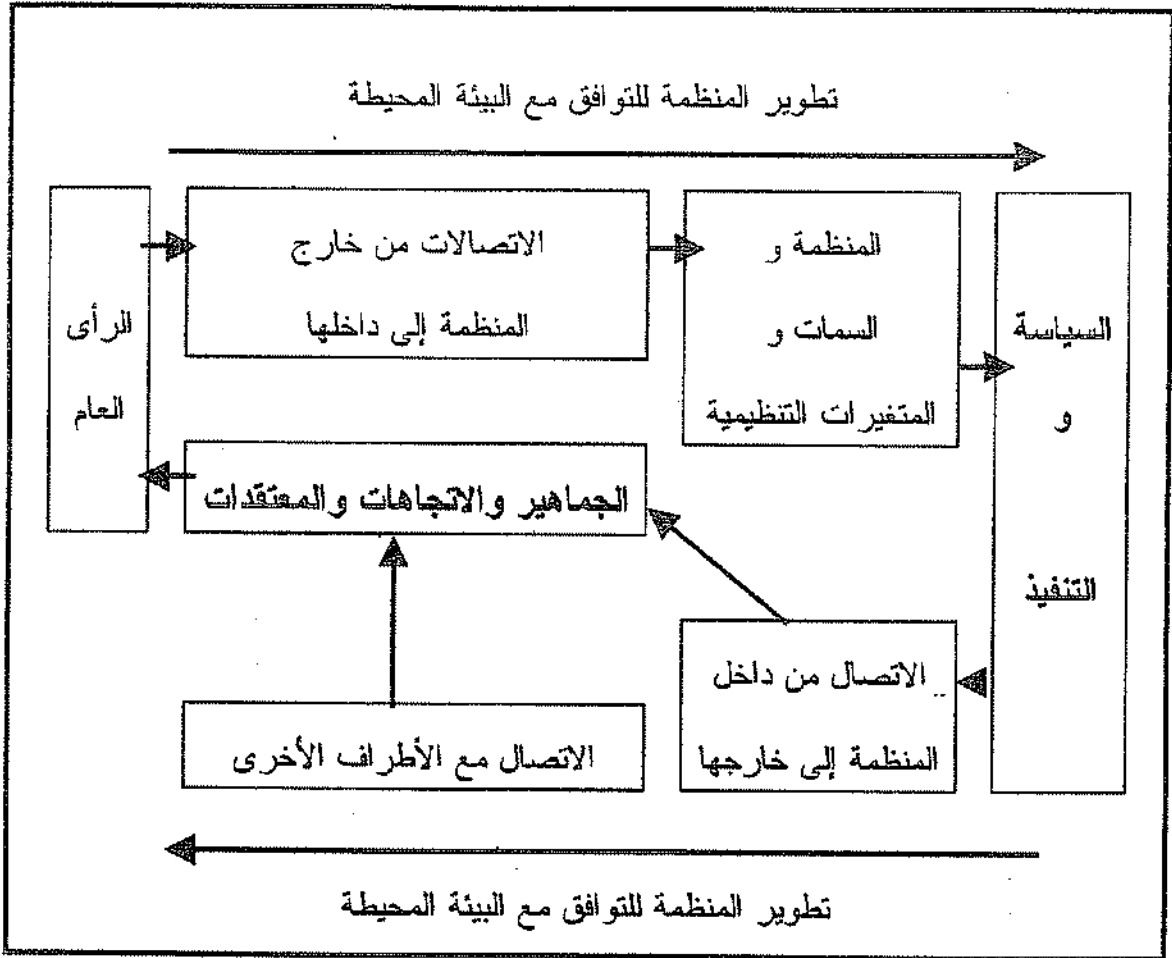 تطوير المنظمة للتوافق مع البيئة المحيطة
الرأى
العام
الاتصالات من خارج
المنظمة إلى داخلها
المنظمة و
السمات و
المتغيرات التنظيمية
السياسة
و
التنفيذ
الجماهير والاتجاهات والمعتقدات
الاتصال من داخل
المنظمة إلى خارجها
الاتصال مع الأطراف الأخرى
تطوير المنظمة للتوافق مع البيئة المحيطة